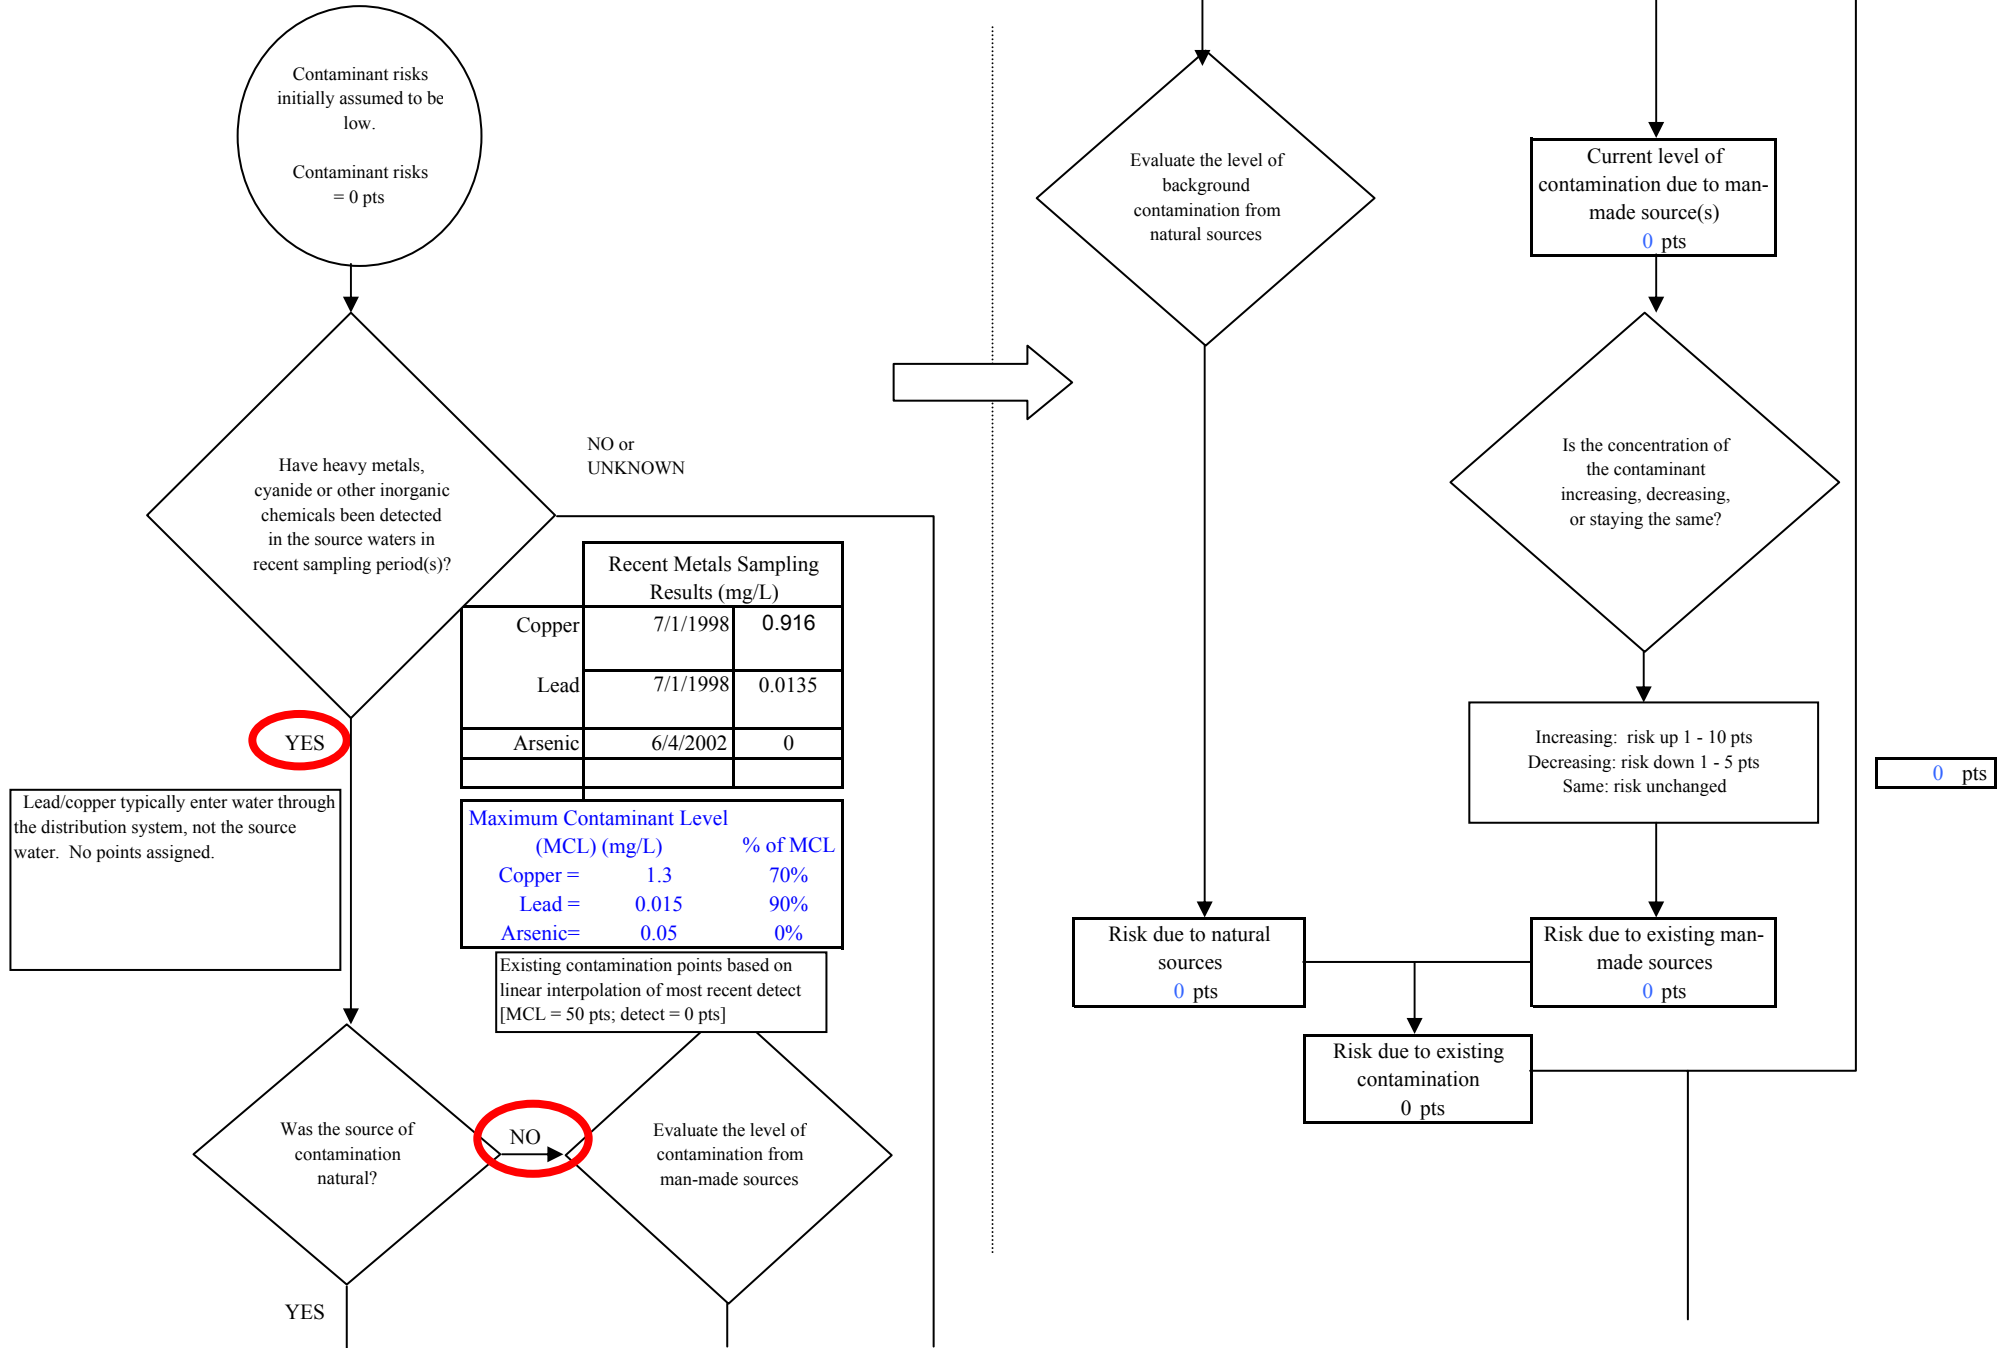 Contaminant risks
initially assumed to be
low.
Contaminant risks
= 0 pts
Have heavy metals,
cyanide or other inorganic
chemicals been detected
in the source waters in
recent sampling period(s)?
NO or
UNKNOWN
YES
Recent Metals Sampling
Results (mg/L)
Copper 7/1/1998 0.916
Lead 7/1/1998 0.0135
Arsenic 6/4/2002 0
Lead/copper typically enter water through
the distribution system, not the source
water. No points assigned.
Maximum Contaminant Level
(MCL) (mg/L) % of MCL
Copper = 1.3 70%
Lead = 0.015 90%
Arsenic= 0.05 0%
Existing contamination points based on
linear interpolation of most recent detect
[MCL = 50 pts; detect = 0 pts]
Was the source of
contamination
natural?
NO
Evaluate the level of
contamination from
man-made sources
YES
Evaluate the level of
background
contamination from
natural sources
Current level of
contamination due to man-
made source(s)
0 pts
Is the concentration of
the contaminant
increasing, decreasing,
or staying the same?
Increasing: risk up 1 - 10 pts
Decreasing: risk down 1 - 5 pts
Same: risk unchanged
0 pts
Risk due to natural
sources
0 pts
Risk due to existing man-
made sources
0 pts
Risk due to existing
contamination
0 pts